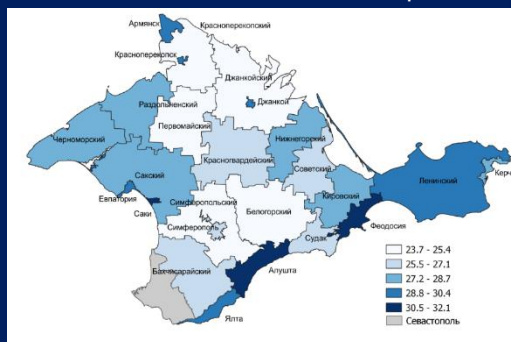 Армянск
Красноперекопский
Красноперекопск
Джанкойский
Раздольненский
Джанкой
Первомайский
Черноморский
Нижнегорский
Красногвардейский
Советский
Ленинский
Керчь
Сакский
Кировский
Евпатория
Симферопольский
Саки
Белогорский
Феодосия
Симферополь
Судак
Бахчисарайский
Алушта
Ялта
23.7 - 25.4
25.5 - 27.1
27.2 - 28.7
28.8 - 30.4
30.5 - 32.1
Севастополь